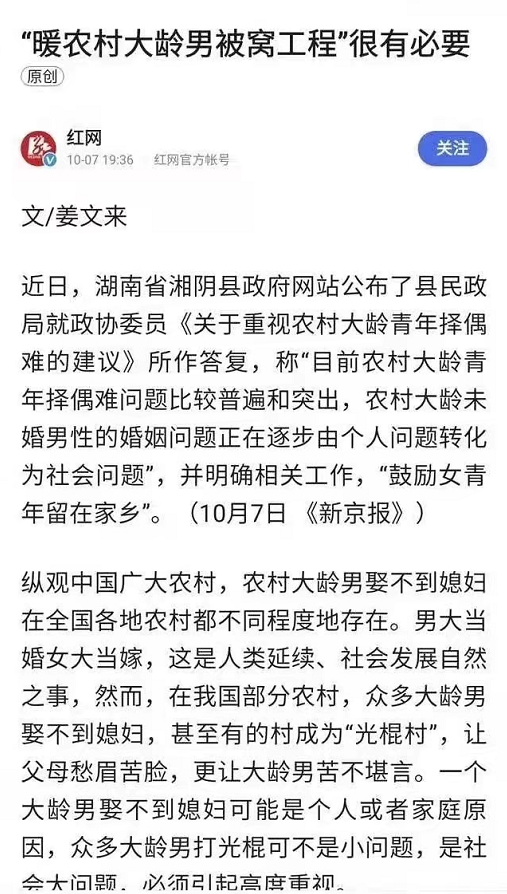 “暖农村大龄男被窝工程”很有必要
原创
红网
10-07 19:36 红网官方帐号
关注
文/姜文来
近日，湖南省湘阴县政府网站公布了县民政
局就政协委员《关于重视农村大龄青年择偶
难的建议》所作答复，称“目前农村大龄青
年择偶难问题比较普遍和突出，农村大龄未
婚男性的婚姻问题正在逐步由个人问题转化
为社会问题”，并明确相关工作，“鼓励女青
年留在家乡”。（10月7日 《新京报》）
纵观中国广大农村，农村大龄男娶不到媳妇
在全国各地农村都不同程度地存在。男大当
婚女大当嫁，这是人类延续、社会发展自然
之事，然而，在我国部分农村，众多大龄男
娶不到媳妇，甚至有的村成为“光棍村”，让
父母愁眉苦脸，更让大龄男苦不堪言。一个
大龄男娶不到媳妇可能是个人或者家庭原
因，众多大龄男打光棍可不是小问题，是社
会大问题，必须引起高度重视。